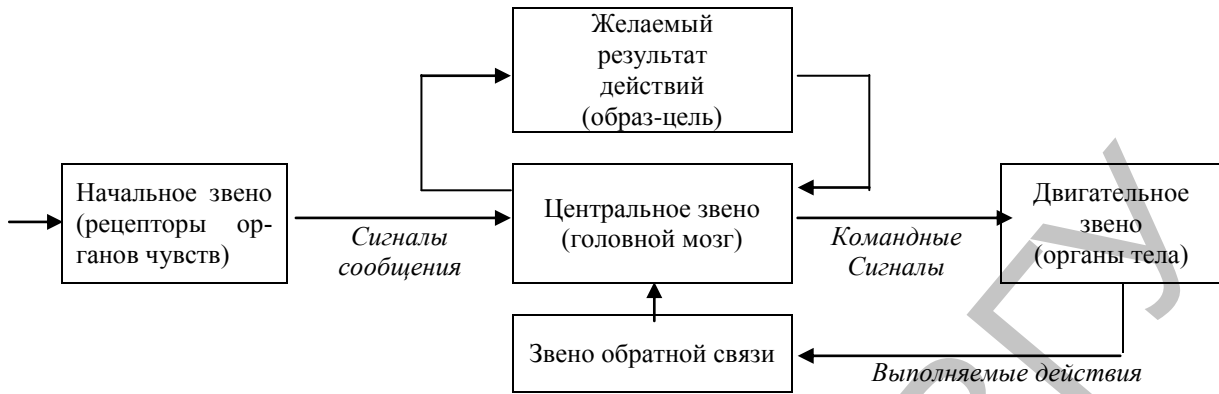 Желаемый
результат
действий
(образ-цель)
Начальное звено
(рецепторы ор-
ганов чувств)
Сигналы
сообщения
Центральное звено
(головной мозг)
Командные
Сигналы
Двигательное
звено
(органы тела)
Звено обратной связи
Выполняемые действия